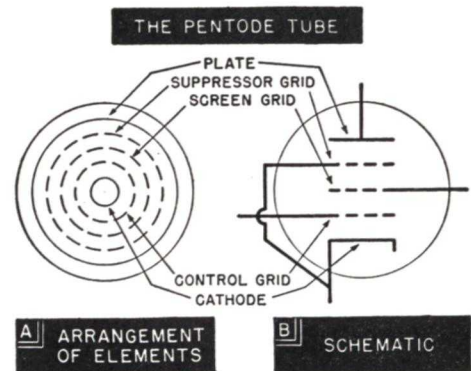 THE PENTODE TUBE
PLATE
SUPPRESSOR GRID
SCREEN GRID
CONTROL GRID
CATHODE
A ARRANGEMENT
OF ELEMENTS
B SCHEMATIC